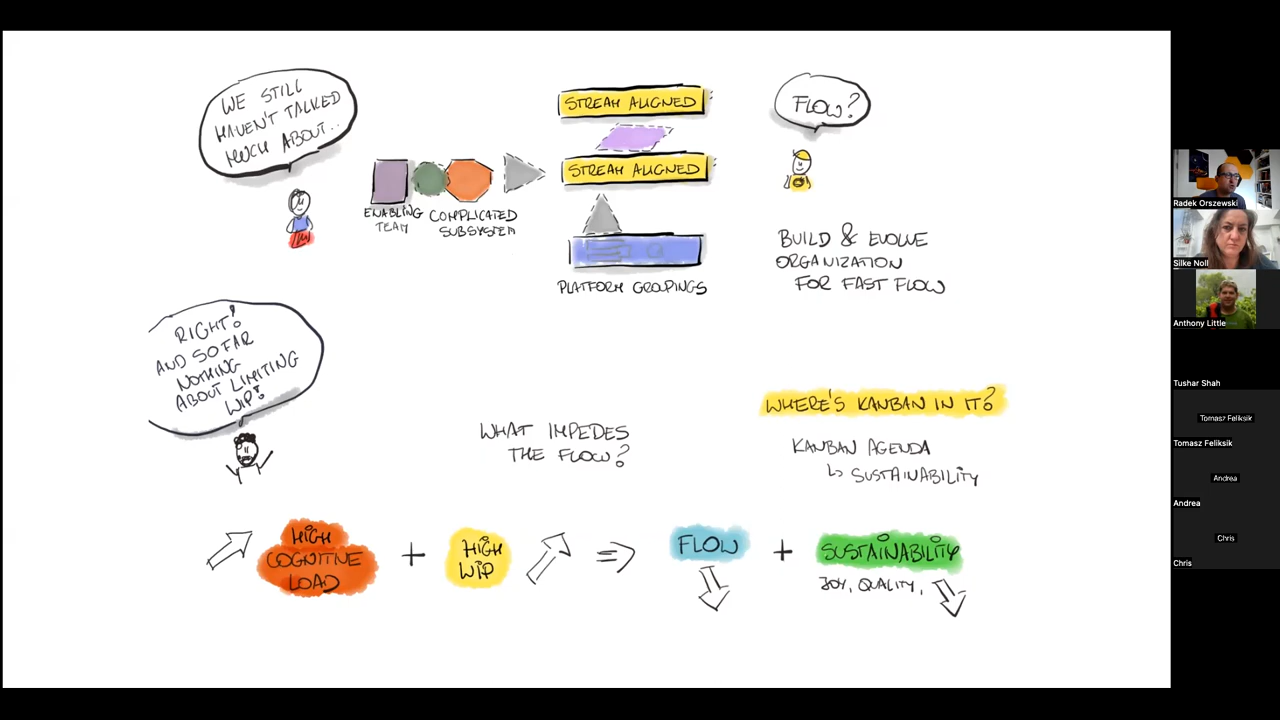 WE STILL
HAVEN'T TALKED
MUCH ABOUT...
STREAM ALIGNED
STREAM ALIGNED
ENABLING
TEAM
COMPLICATED
SUBSYSTEM
PLATFORM GROUPINGS
FLOW?
BUILD & EVOLVE
ORGANIZATION
FOR FAST FLOW
RIGHT!
AND SO FAR
NOTHING
ABOUT LIMITING
WIP!
WHAT IMPEDES
THE FLOW?
WHERE'S KANBAN IN IT?
KANBAN AGENDA
↳ SUSTAINABILITY
HIGH
COGNITIVE
LOAD
+
HIGH
WIP
=>
FLOW
+
SUSTAINABILITY
JOY, QUALITY,
Radek Orszewski
Silke Noll
Anthony Little
Tushar Shah
Tomasz Feliksik
Tomasz Feliksik
Andrea
Andrea
Chris
Chris